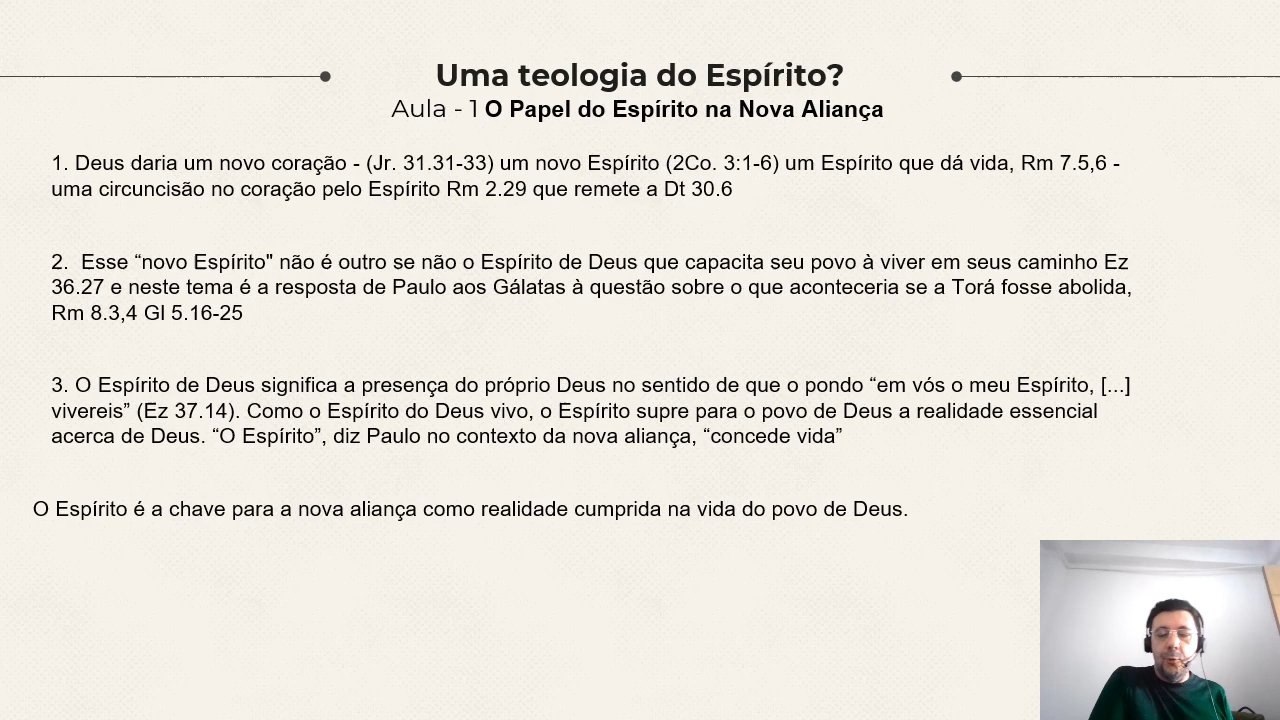 Uma teologia do Espírito?
Aula - 1 O Papel do Espírito na Nova Aliança
1. Deus daria um novo coração - (Jr. 31.31-33) um novo Espírito (2Co. 3:1-6) um Espírito que dá vida, Rm 7.5,6 -
uma circuncisão no coração pelo Espírito Rm 2.29 que remete a Dt 30.6
2.  Esse “novo Espírito" não é outro se não o Espírito de Deus que capacita seu povo à viver em seus caminho Ez
36.27 e neste tema é a resposta de Paulo aos Gálatas à questão sobre o que aconteceria se a Torá fosse abolida,
Rm 8.3,4 Gl 5.16-25
3. O Espírito de Deus significa a presença do próprio Deus no sentido de que o pondo “em vós o meu Espírito, [...]
vivereis” (Ez 37.14). Como o Espírito do Deus vivo, o Espírito supre para o povo de Deus a realidade essencial
acerca de Deus. “O Espírito”, diz Paulo no contexto da nova aliança, “concede vida”
O Espírito é a chave para a nova aliança como realidade cumprida na vida do povo de Deus.